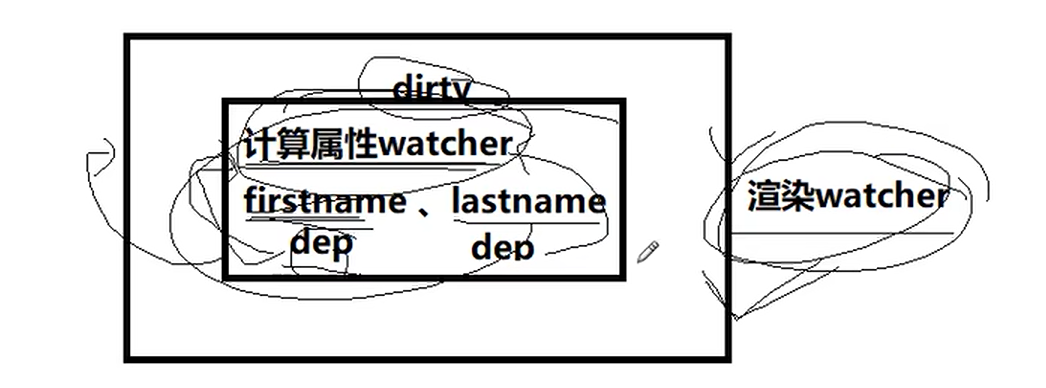 dirty
计算属性watcher
渲染watcher
firstname 、lastname
dep dep